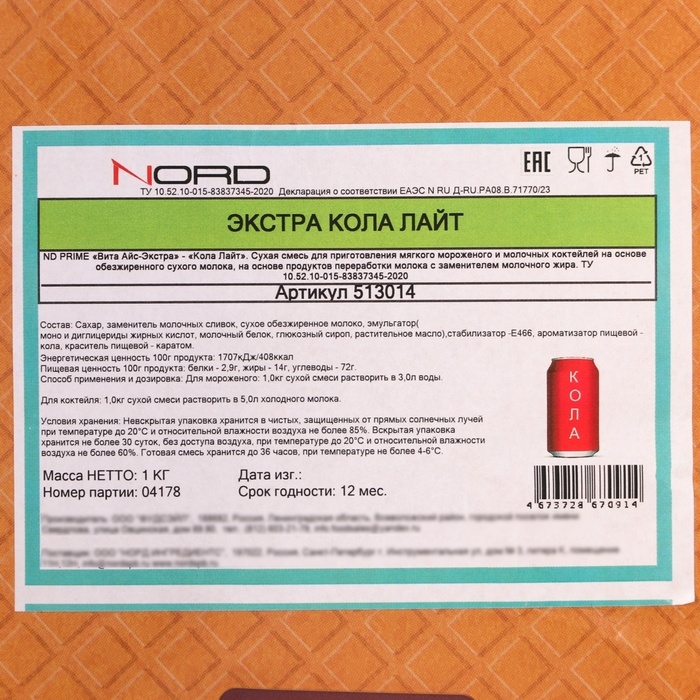 NORD
EAC
1
PET
ТУ 10.52.10-015-83837345-2020 Декларация о соответствии ЕАЭС N RU Д-RU.РА08.В.71770/23
ЭКСТРА КОЛА ЛАЙТ
ND PRIME «Вита Айс-Экстра» - «Кола Лайт». Сухая смесь для приготовления мягкого мороженого и молочных коктейлей на основе
обезжиренного сухого молока, на основе продуктов переработки молока с заменителем молочного жира. ТУ
10.52.10-015-83837345-2020
Артикул 513014
Состав: Сахар, заменитель молочных сливок, сухое обезжиренное молоко, эмульгатор(
моно и диглицериды жирных кислот, молочный белок, глюкозный сироп, растительное масло),стабилизатор -Е466, ароматизатор пищевой -
кола, краситель пищевой - каратом.
Энергетическая ценность 100г продукта: 1707кДж/408ккал
Пищевая ценность 100г продукта: белки - 2,9г, жиры - 14г, углеводы - 72г.
Способ применения и дозировка: Для мороженого: 1,0кг сухой смеси растворить в 3,0л воды.
Для коктейля: 1,0кг сухой смеси растворить в 5,0л холодного молока.
КОЛА
Условия хранения: Невскрытая упаковка хранится в чистых, защищенных от прямых солнечных лучей
при температуре до 20°С и относительной влажности воздуха не более 85%. Вскрытая упаковка
хранится не более 30 суток, без доступа воздуха, при температуре до 20°С и относительной влажности
воздуха не более 60%. Готовая смесь хранится до 36 часов, при температуре не более 4-6°С.
Масса НЕТТО: 1 КГ
Дата изг.:
Номер партии: 04178
Срок годности: 12 мес.
4 673728 670914